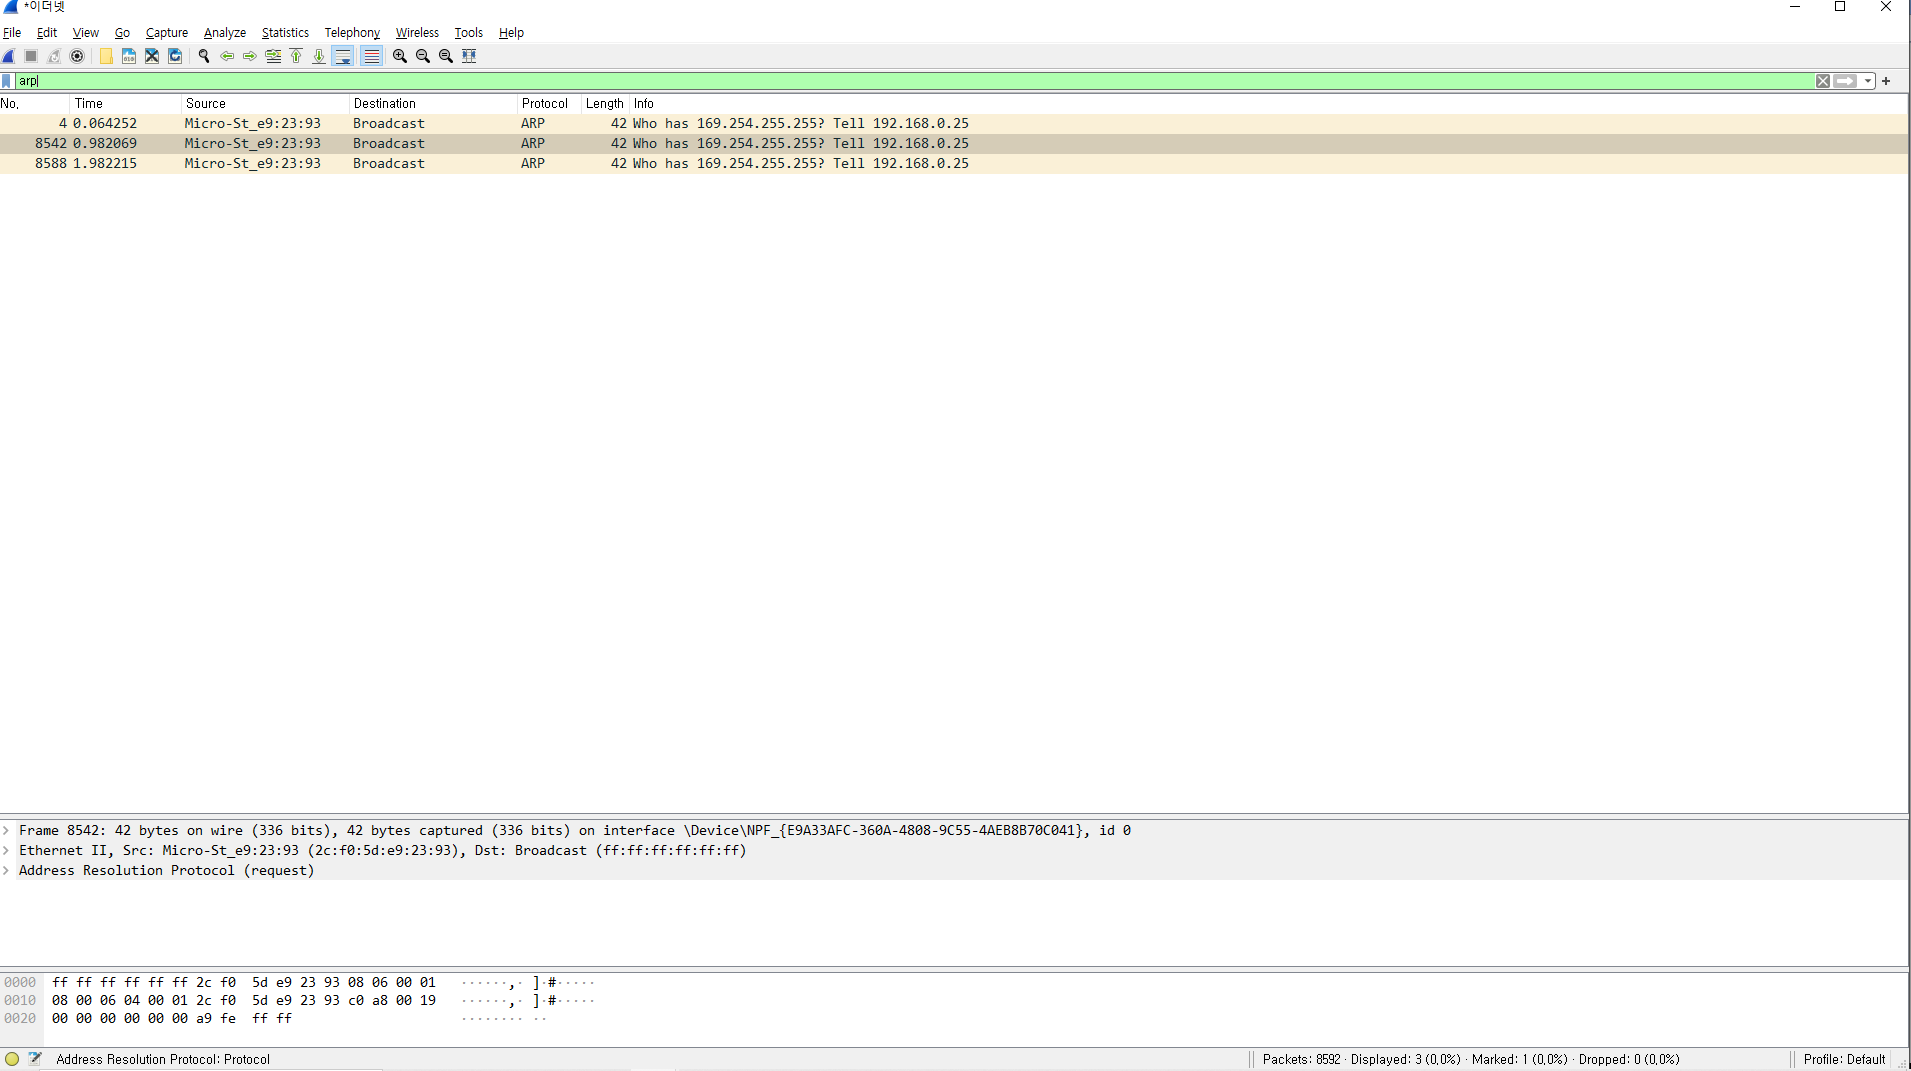 *이더넷
File Edit View Go Capture Analyze Statistics Telephony Wireless Tools Help
arp
No. Time Source Destination Protocol Length Info
4 0.064252 Micro-St_e9:23:93 Broadcast ARP 42 Who has 169.254.255.255? Tell 192.168.0.25
8542 0.982069 Micro-St_e9:23:93 Broadcast ARP 42 Who has 169.254.255.255? Tell 192.168.0.25
8588 1.982215 Micro-St_e9:23:93 Broadcast ARP 42 Who has 169.254.255.255? Tell 192.168.0.25
Frame 8542: 42 bytes on wire (336 bits), 42 bytes captured (336 bits) on interface \Device\NPF_{E9A33AFC-360A-4808-9C55-4AEB8B70C041}, id 0
Ethernet II, Src: Micro-St_e9:23:93 (2c:f0:5d:e9:23:93), Dst: Broadcast (ff:ff:ff:ff:ff:ff)
Address Resolution Protocol (request)
0000 ff ff ff ff ff ff 2c f0 5d e9 23 93 08 06 00 01 ······,· ]·#·····
0010 08 00 06 04 00 01 2c f0 5d e9 23 93 c0 a8 00 19 ······,· ]·#·····
0020 00 00 00 00 00 00 a9 fe ff ff ········ ··
Address Resolution Protocol: Protocol
Packets: 8592 · Displayed: 3 (0,0%) · Marked: 1 (0,0%) · Dropped: 0 (0,0%)
Profile: Default